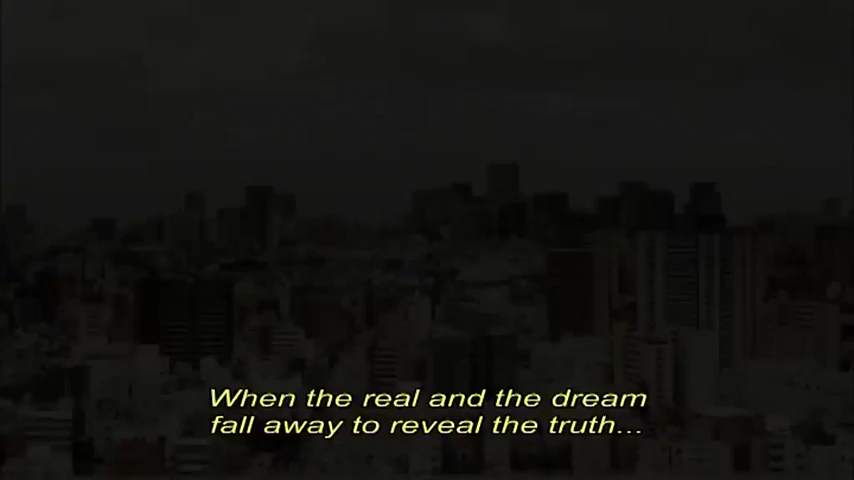 When the real and the dream
fall away to reveal the truth...